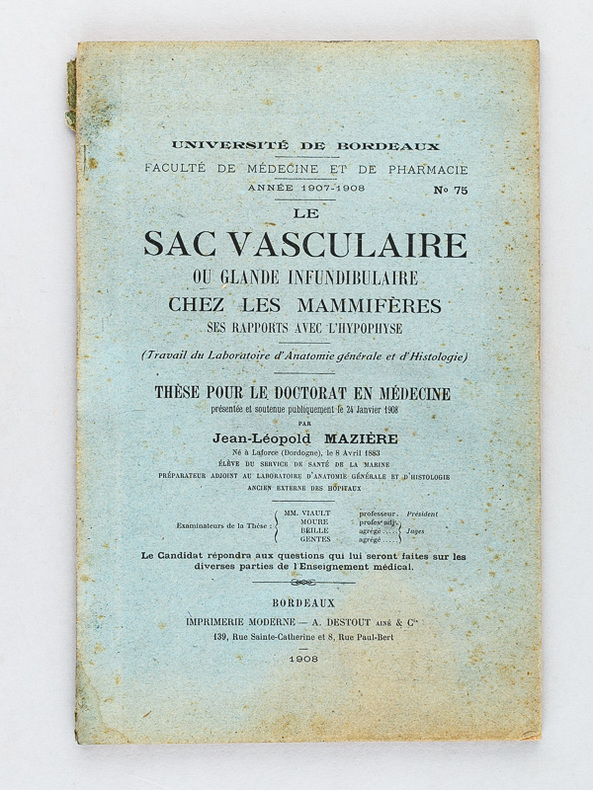 UNIVERSITÉ DE BORDEAUX
FACULTÉ DE MÉDECINE ET DE PHARMACIE
ANNÉE 1907-1908 No 75
LE
SAC VASCULAIRE
OU GLANDE INFUNDIBULAIRE
CHEZ LES MAMMIFÈRES
SES RAPPORTS AVEC L'HYPOPHYSE
(Travail du Laboratoire d'Anatomie générale et d'Histologie)
THÈSE POUR LE DOCTORAT EN MÉDECINE
présentée et soutenue publiquement le 24 Janvier 1908
PAR
Jean-Léopold MAZIÈRE
Né à Laforce (Dordogne), le 8 Avril 1883
ÉLÈVE DU SERVICE DE SANTÉ DE LA MARINE
PRÉPARATEUR ADJOINT AU LABORATOIRE D'ANATOMIE GÉNÉRALE ET D'HISTOLOGIE
ANCIEN EXTERNE DES HÔPITAUX
Examinateurs de la Thèse :
MM. VIAULT professeur. Président
MOURE profes' adj.
BEILLE agrégé .... Juges
GENTES agrégé ....
Le Candidat répondra aux questions qui lui seront faites sur les
diverses parties de l'Enseignement médical.
BORDEAUX
IMPRIMERIE MODERNE — A. DESTOUT AINÉ & Cie
139, Rue Sainte-Catherine et 8, Rue Paul-Bert
1908